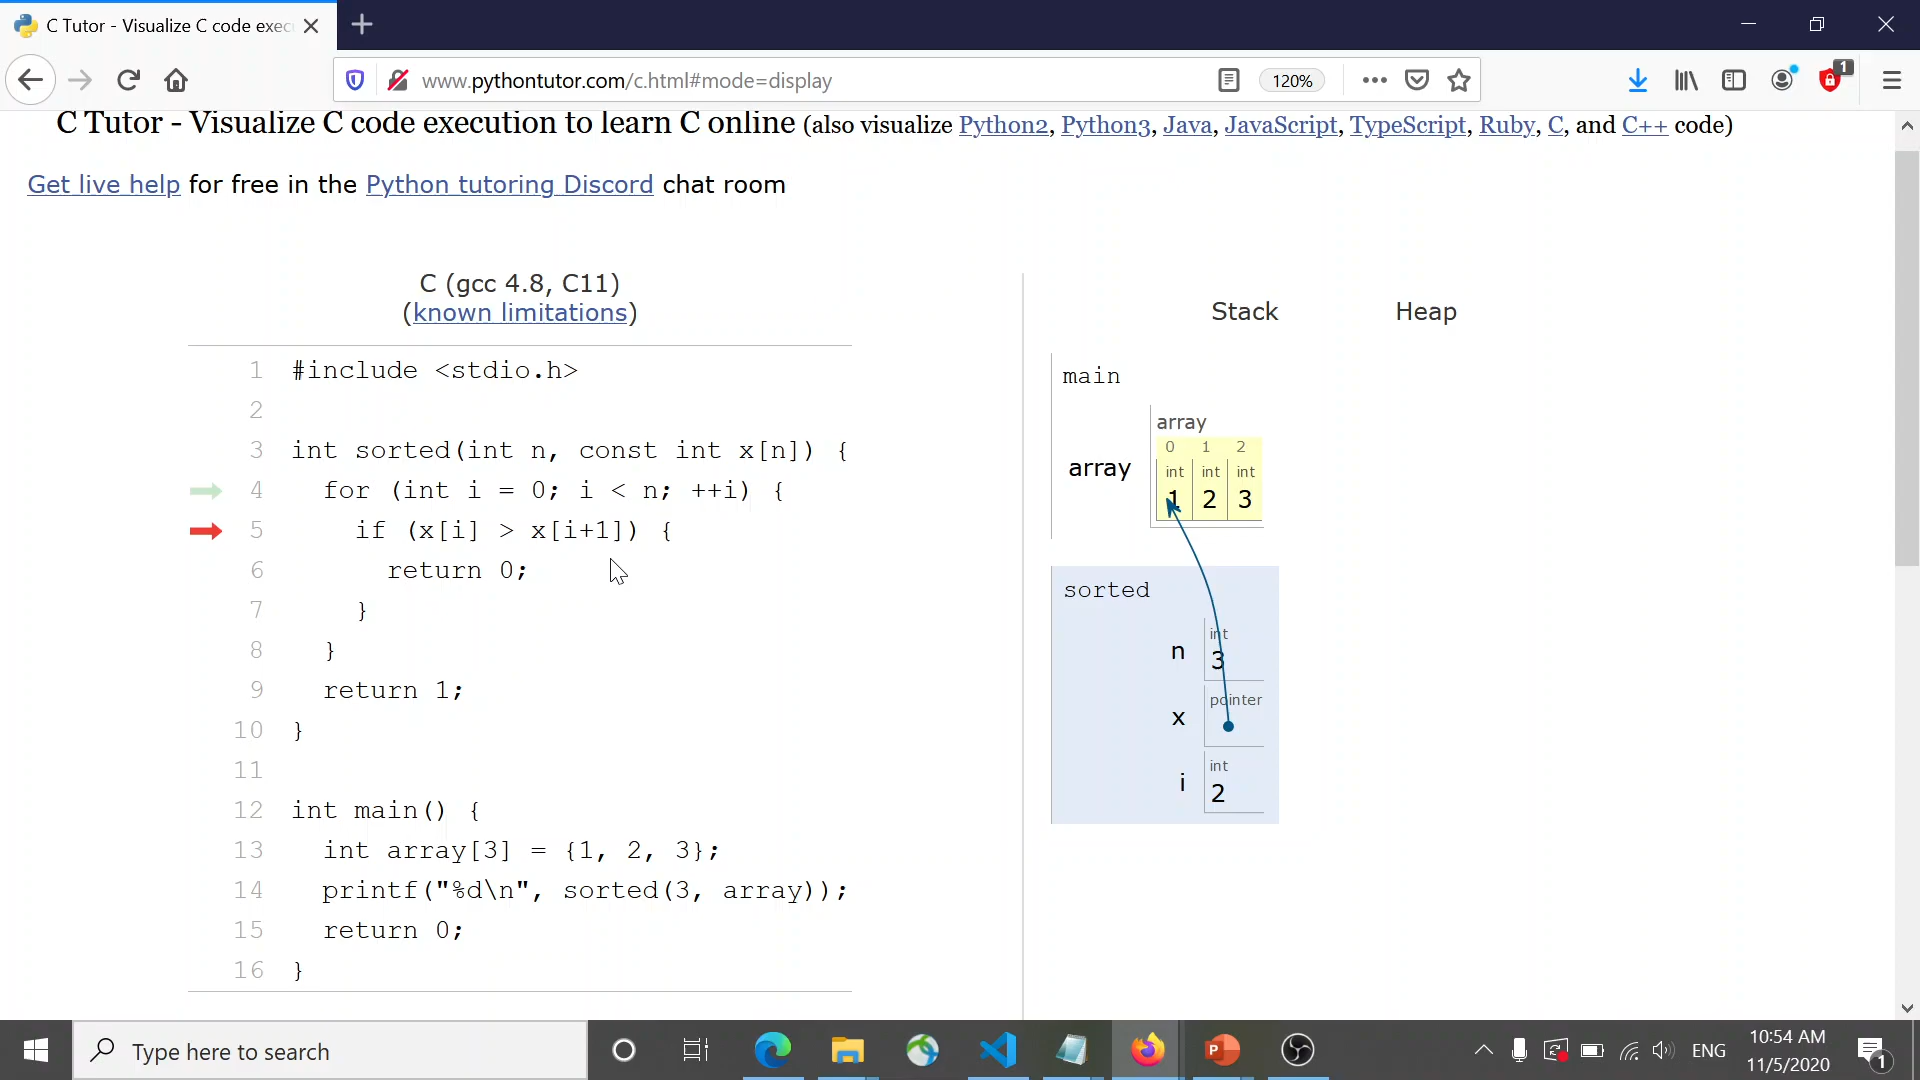 C Tutor - Visualize C code exec
www.pythontutor.com/c.html#mode=display
120%
1
C Tutor - Visualize C code execution to learn C online (also visualize Python2, Python3, Java, JavaScript, TypeScript, Ruby, C, and C++ code)
Get live help for free in the Python tutoring Discord chat room
C (gcc 4.8, C11)
(known limitations)
1 #include <stdio.h>
2
3 int sorted(int n, const int x[n]) {
4 for (int i = 0; i < n; ++i) {
5 if (x[i] > x[i+1]) {
6 return 0;
7 }
8 }
9 return 1;
10 }
11
12 int main() {
13 int array[3] = {1, 2, 3};
14 printf("%d\n", sorted(3, array));
15 return 0;
16 }
Stack Heap
main
array
0 1 2
int int int
array 1 2 3
sorted
int
n 3
pointer
x
int
i 2
Type here to search
P
ENG
10:54 AM
11/5/2020
1